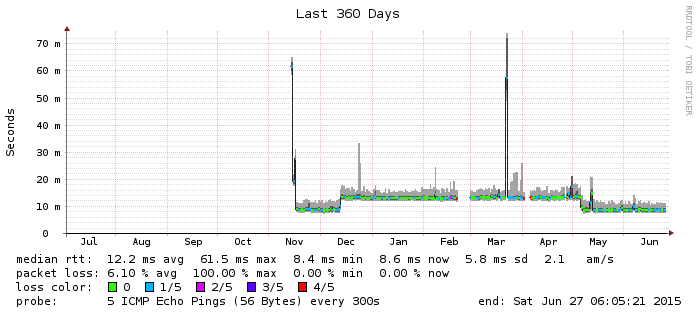 Last 360 Days
RRDTOOL / TOBI OETIKER
Seconds
70 m
60 m
50 m
40 m
30 m
20 m
10 m
0
Jul Aug Sep Oct Nov Dec Jan Feb Mar Apr May Jun
median rtt: 12.2 ms avg 61.5 ms max 8.4 ms min 8.6 ms now 5.8 ms sd 2.1 am/s
packet loss: 6.10 % avg 100.00 % max 0.00 % min 0.00 % now
loss color: 0 1/5 2/5 3/5 4/5
probe: 5 ICMP Echo Pings (56 Bytes) every 300s end: Sat Jun 27 06:05:21 2015